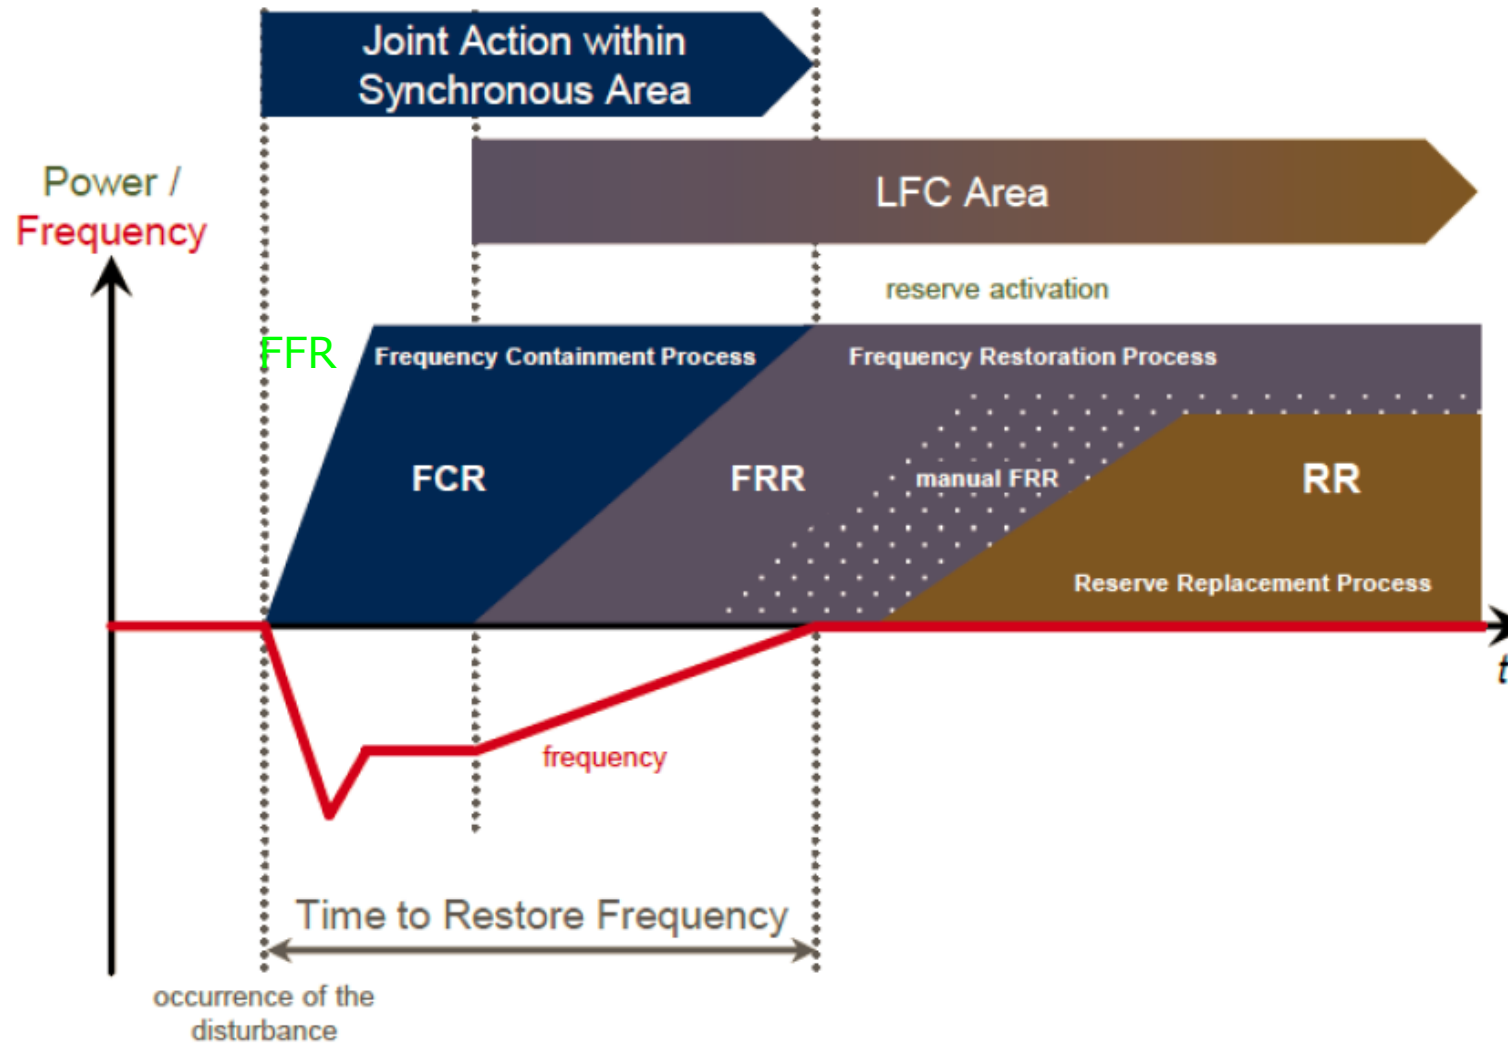 Joint Action within
Synchronous Area
LFC Area
Power /
Frequency
reserve activation
FFR
Frequency Containment Process
Frequency Restoration Process
FCR
FRR
manual FRR
RR
Reserve Replacement Process
t
frequency
Time to Restore Frequency
occurrence of the
disturbance